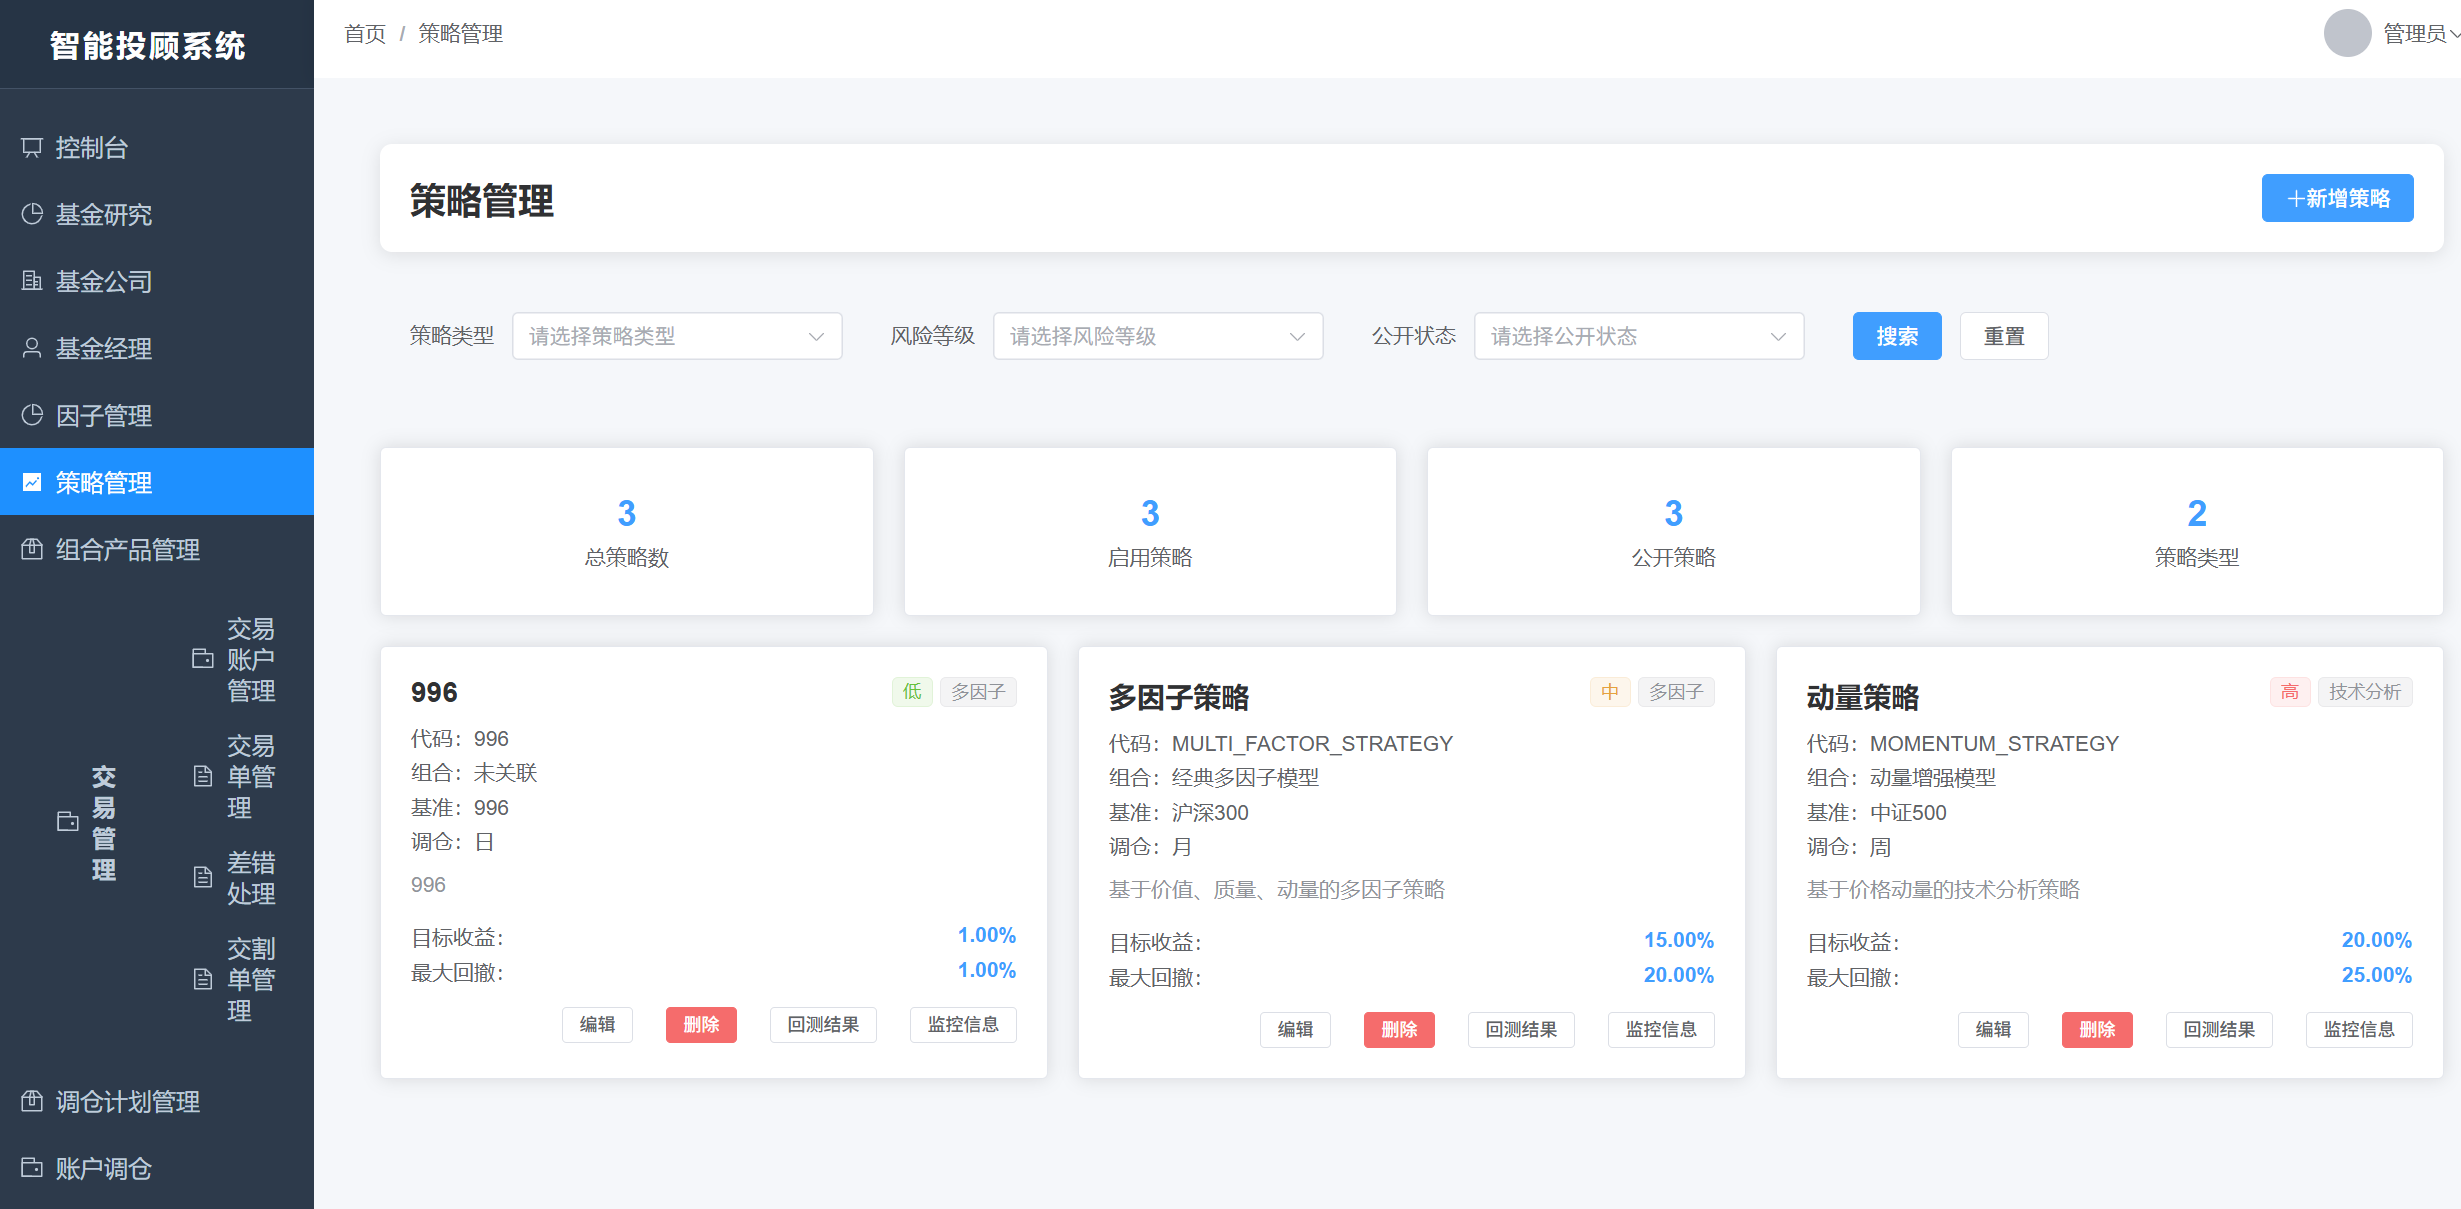 智能投顾系统
首页 / 策略管理
管理员
控制台
基金研究
基金公司
基金经理
因子管理
策略管理
组合产品管理
交易管理
交易账户管理
交易单管理
差错处理
交割单管理
调仓计划管理
账户调仓
策略管理
+新增策略
策略类型 请选择策略类型 风险等级 请选择风险等级 公开状态 请选择公开状态 搜索 重置
3
总策略数
3
启用策略
3
公开策略
2
策略类型
996 低 多因子
代码：996
组合：未关联
基准：996
调仓：日
996
目标收益： 1.00%
最大回撤： 1.00%
编辑 删除 回测结果 监控信息
多因子策略 中 多因子
代码：MULTI_FACTOR_STRATEGY
组合：经典多因子模型
基准：沪深300
调仓：月
基于价值、质量、动量的多因子策略
目标收益： 15.00%
最大回撤： 20.00%
编辑 删除 回测结果 监控信息
动量策略 高 技术分析
代码：MOMENTUM_STRATEGY
组合：动量增强模型
基准：中证500
调仓：周
基于价格动量的技术分析策略
目标收益： 20.00%
最大回撤： 25.00%
编辑 删除 回测结果 监控信息